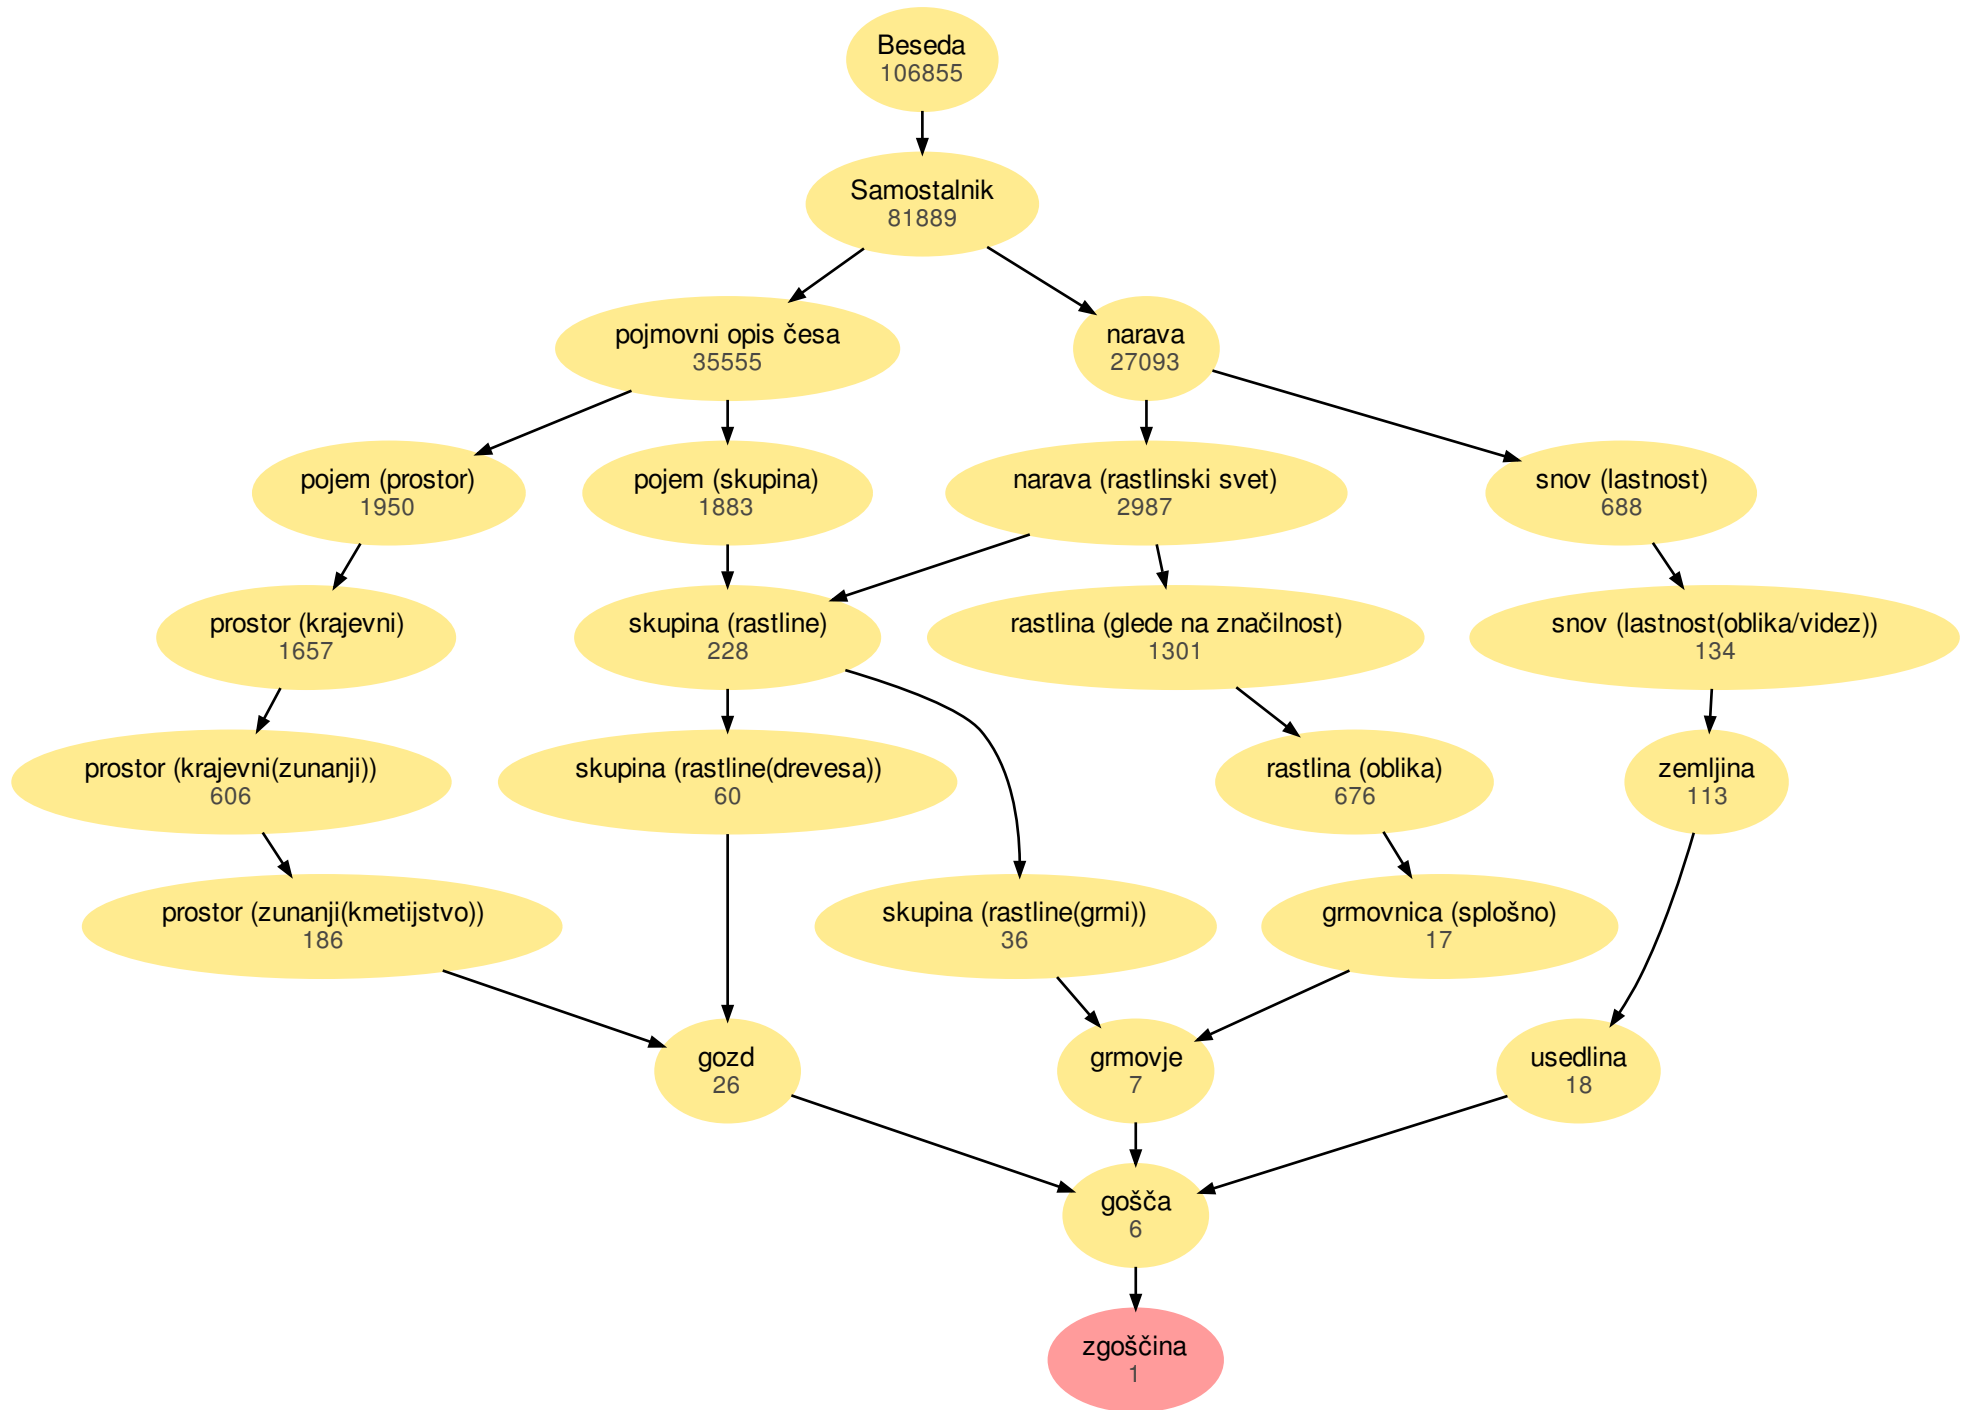 Beseda
106855
Samostalnik
81889
pojmovni opis česa
35555
narava
27093
pojem (prostor)
1950
pojem (skupina)
1883
narava (rastlinski svet)
2987
snov (lastnost)
688
prostor (krajevni)
1657
skupina (rastline)
228
rastlina (glede na značilnost)
1301
snov (lastnost(oblika/videz))
134
prostor (krajevni(zunanji))
606
skupina (rastline(drevesa))
60
rastlina (oblika)
676
zemljina
113
prostor (zunanji(kmetijstvo))
186
skupina (rastline(grmi))
36
grmovnica (splošno)
17
gozd
26
grmovje
7
usedlina
18
gošča
6
zgoščina
1